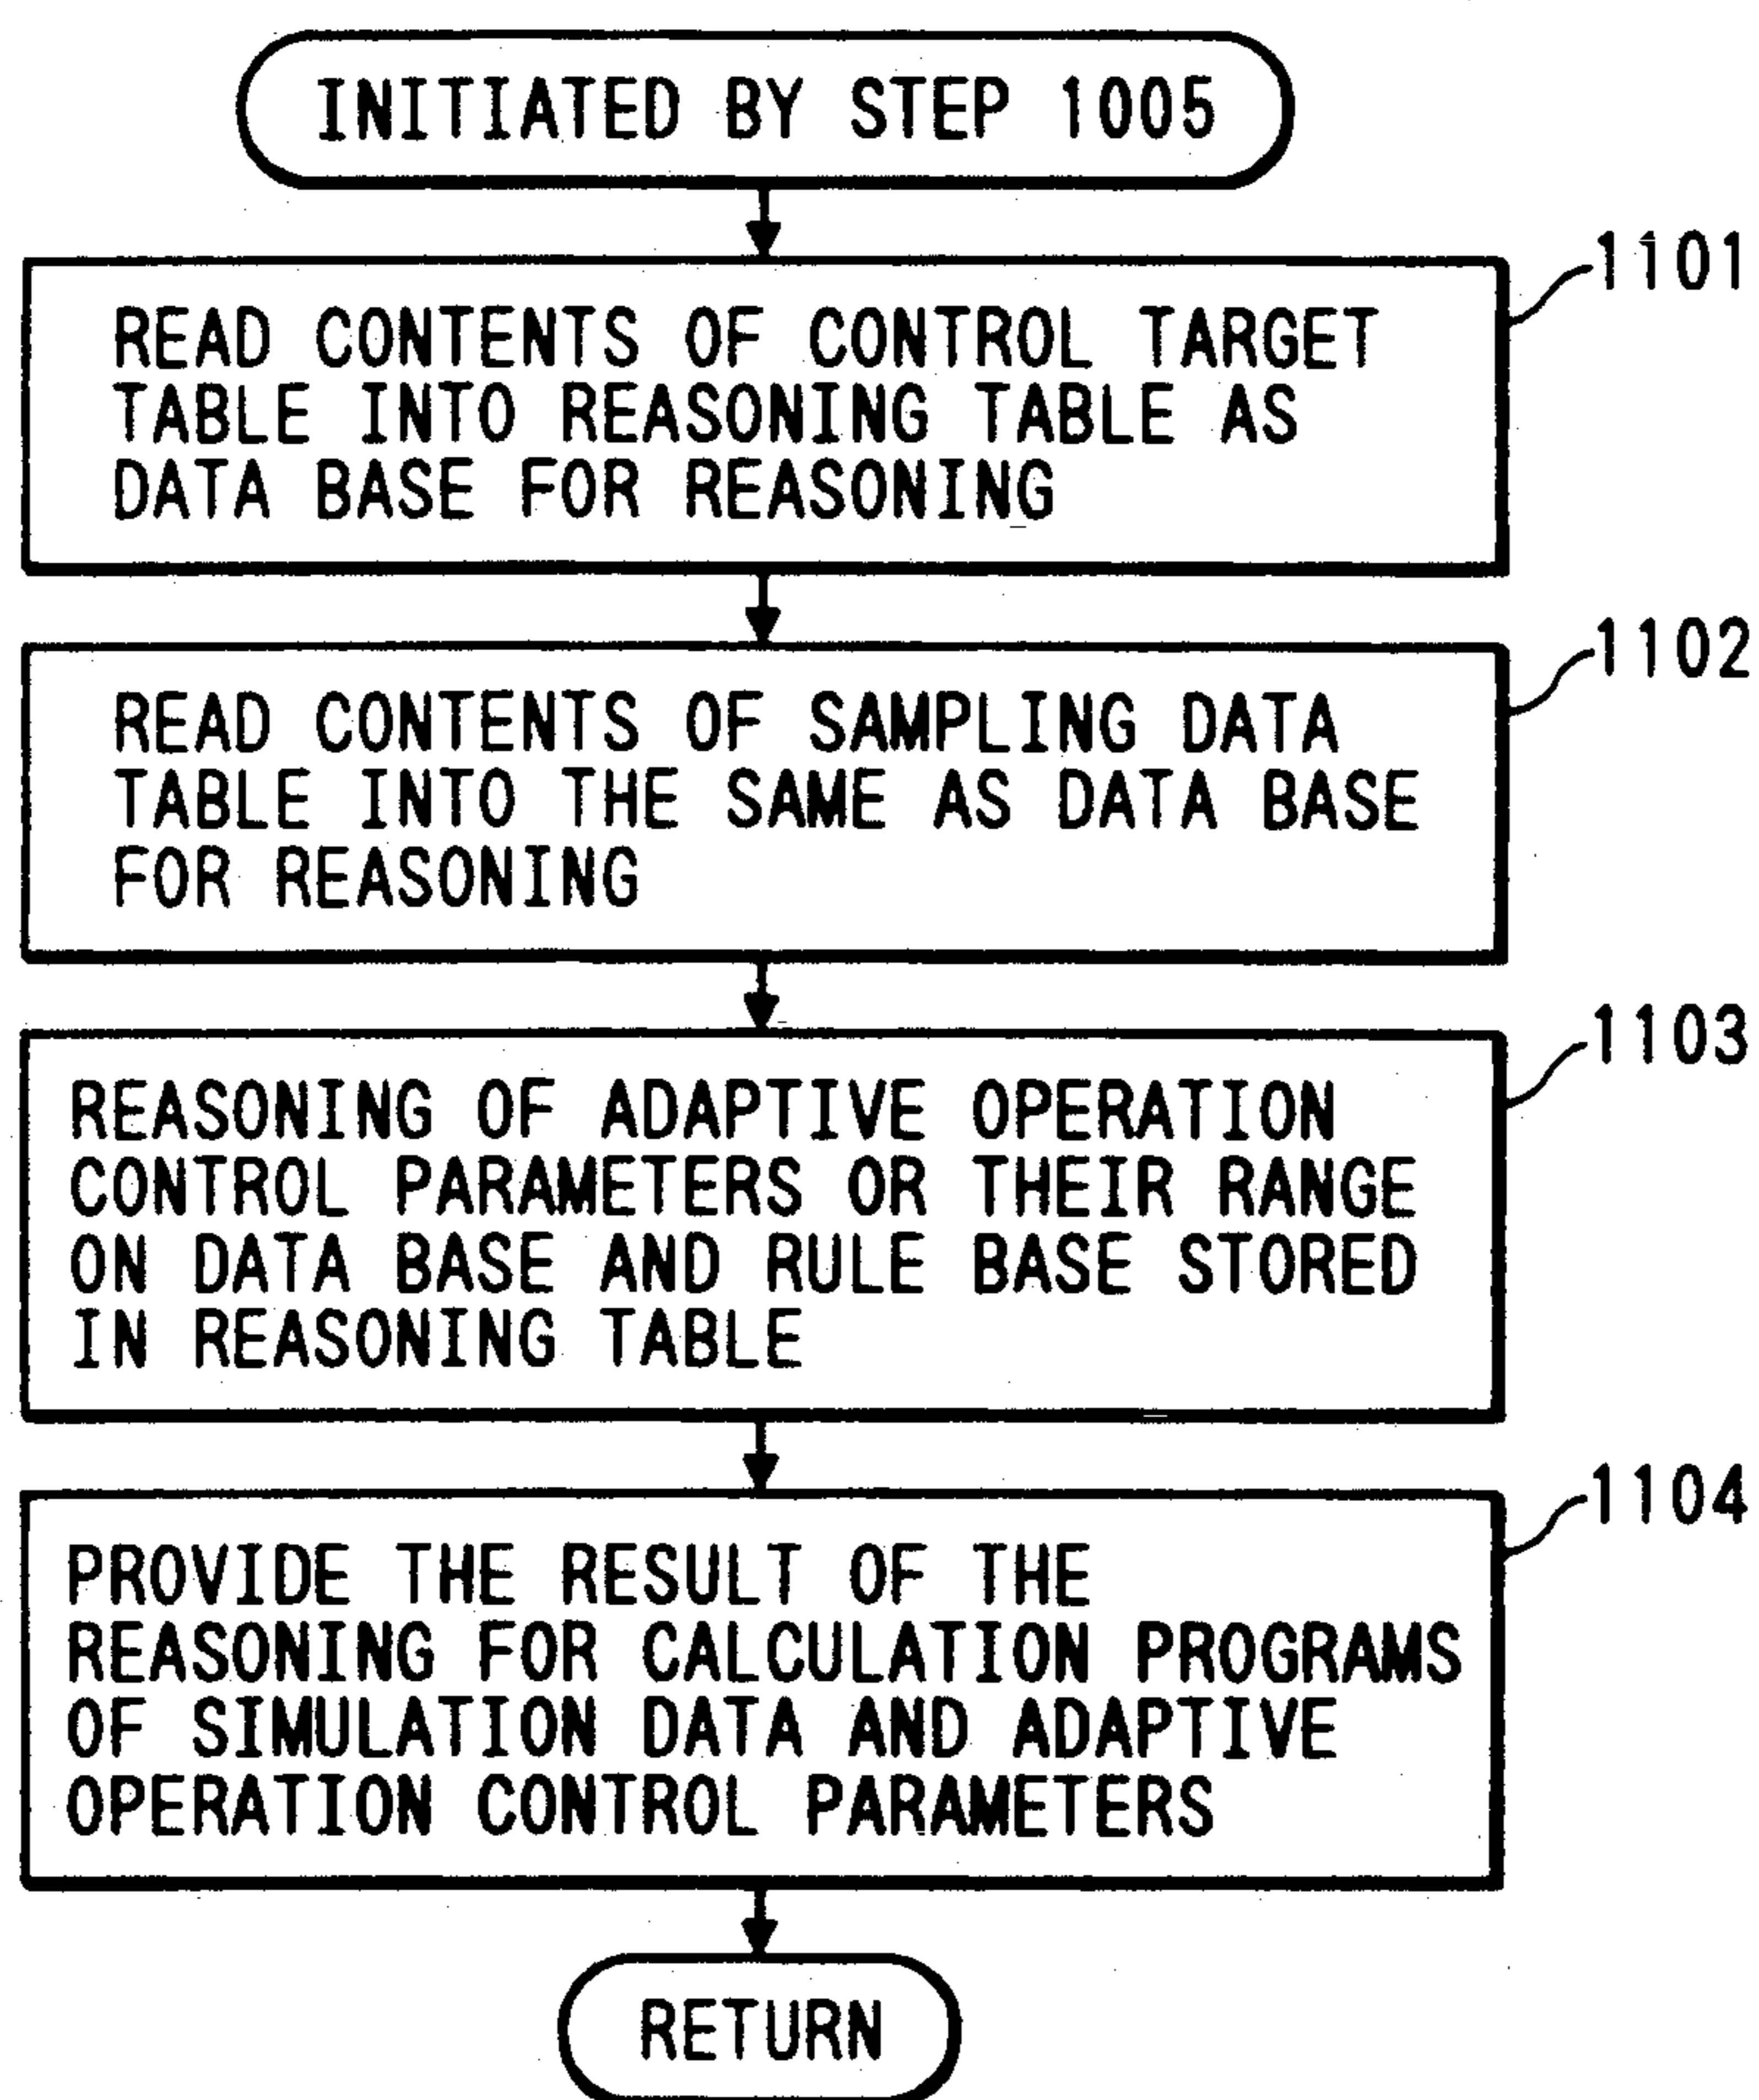 INITIATED BY STEP 1005
1101
READ CONTENTS OF CONTROL TARGET
TABLE INTO REASONING TABLE AS
DATA BASE FOR REASONING
1102
READ CONTENTS OF SAMPLING DATA
TABLE INTO THE SAME AS DATA BASE
FOR REASONING
1103
REASONING OF ADAPTIVE OPERATION
CONTROL PARAMETERS OR THEIR RANGE
ON DATA BASE AND RULE BASE STORED
IN REASONING TABLE
1104
PROVIDE THE RESULT OF THE
REASONING FOR CALCULATION PROGRAMS
OF SIMULATION DATA AND ADAPTIVE
OPERATION CONTROL PARAMETERS
RETURN